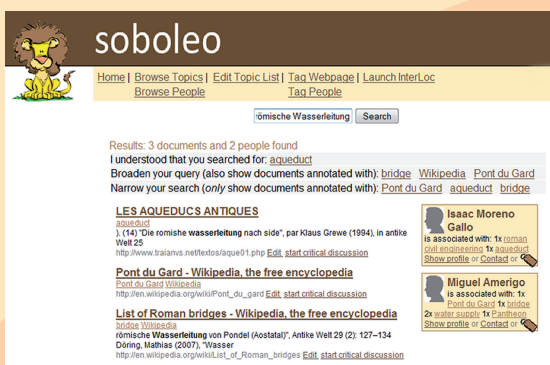 soboleo
Home | Browse Topics | Edit Topic List | Tag Webpage | Launch InterLoc
Browse People Tag People
ömische Wasserleitung Search
Results: 3 documents and 2 people found
I understood that you searched for: aqueduct
Broaden your query (also show documents annotated with): bridge Wikipedia Pont du Gard
Narrow your search (only show documents annotated with): Pont du Gard aqueduct bridge
LES AQUEDUCS ANTIQUES
aqueduct
). (14) "Die romishe wasserleitung nach side", par Klaus Grewe (1994), in antike
Welt 25
http://www.traianvs.net/textos/aque01.php Edit start critical discussion
Pont du Gard - Wikipedia, the free encyclopedia
Pont du Gard Wikipedia
http://en.wikipedia.org/wiki/Pont_du_gard Edit start critical discussion
List of Roman bridges - Wikipedia, the free encyclopedia
bridge Wikipedia
römische Wasserleitung von Pondel (Aostatal)", Antike Welt 29 (2): 127–134
Döring, Mathias (2007), "Wasser
http://en.wikipedia.org/wiki/List_of_Roman_bridges Edit start critical discussion
Isaac Moreno
Gallo
is associated with: 1x roman
civil engineering 1x aqueduct
Show profile or Contact or
Miguel Amerigo
is associated with: 1x
Pont du Gard 1x bridge
2x water supply 1x Pantheon
Show profile or Contact or